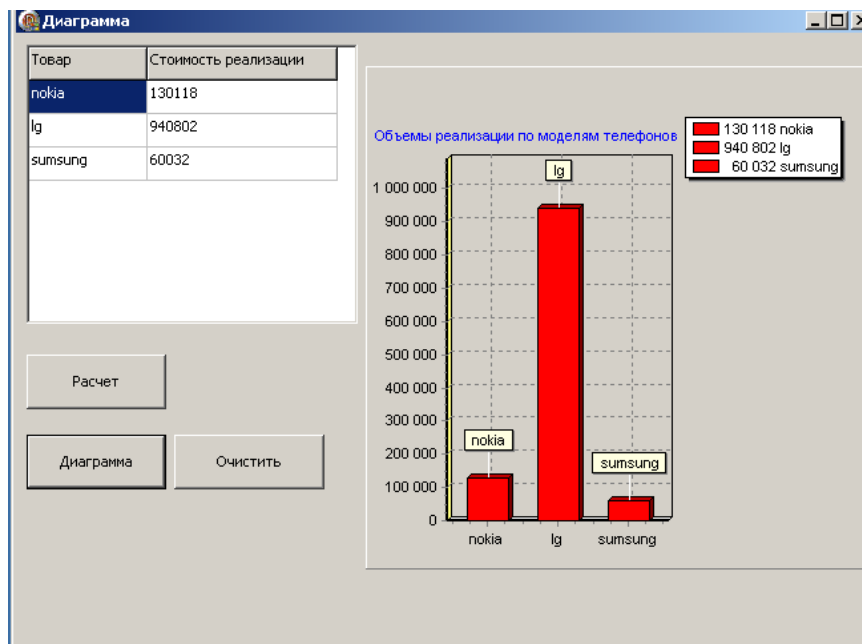 Диаграмма
Товар Стоимость реализации
nokia 130118
lg 940802
sumsung 60032
Расчет
Диаграмма Очистить
Объемы реализации по моделям телефонов
130 118 nokia
940 802 lg
60 032 sumsung
lg
1 000 000
900 000
800 000
700 000
600 000
500 000
400 000
300 000
nokia
200 000
sumsung
100 000
0
nokia lg sumsung